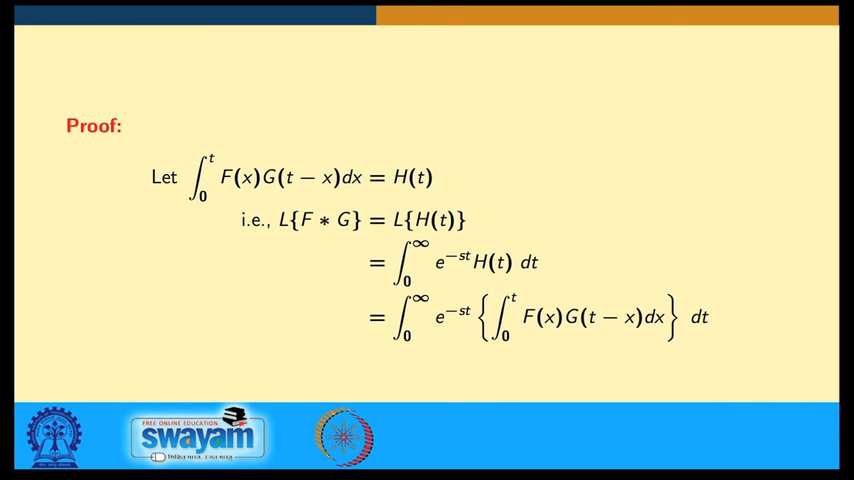 Proof:
Let ∫₀ᵗ F(x)G(t − x)dx = H(t)
i.e., L{F ∗ G} = L{H(t)}
= ∫₀^∞ e^{−st} H(t) dt
= ∫₀^∞ e^{−st} { ∫₀ᵗ F(x)G(t − x)dx } dt
FREE ONLINE EDUCATION
swayam